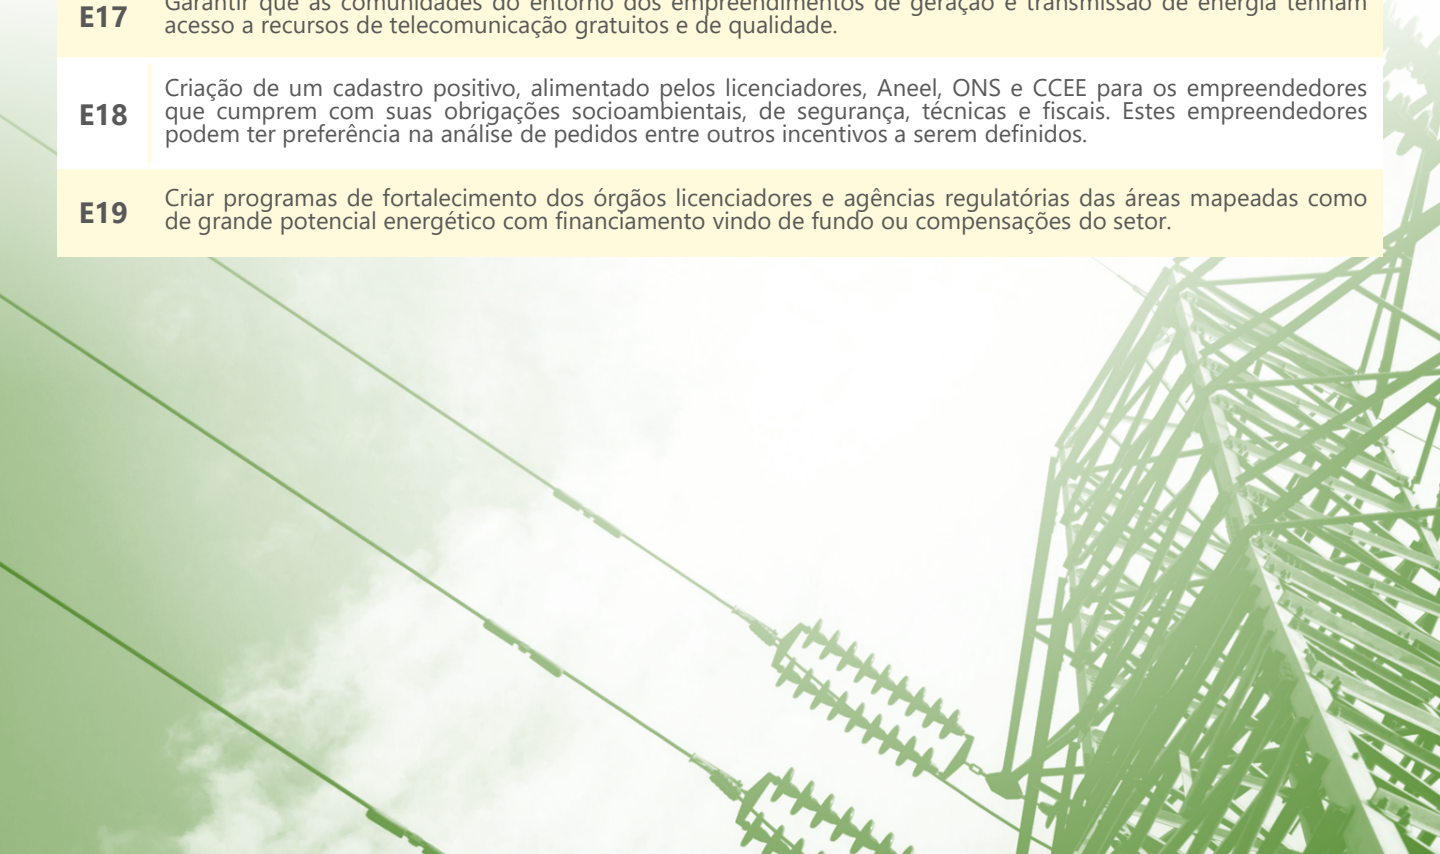 E17
Garantir que as comunidades do entorno dos empreendimentos de geração e transmissão de energia tenham
acesso a recursos de telecomunicação gratuitos e de qualidade.
E18
Criação de um cadastro positivo, alimentado pelos licenciadores, Aneel, ONS e CCEE para os empreendedores
que cumprem com suas obrigações socioambientais, de segurança, técnicas e fiscais. Estes empreendedores
podem ter preferência na análise de pedidos entre outros incentivos a serem definidos.
E19
Criar programas de fortalecimento dos órgãos licenciadores e agências regulatórias das áreas mapeadas como
de grande potencial energético com financiamento vindo de fundo ou compensações do setor.